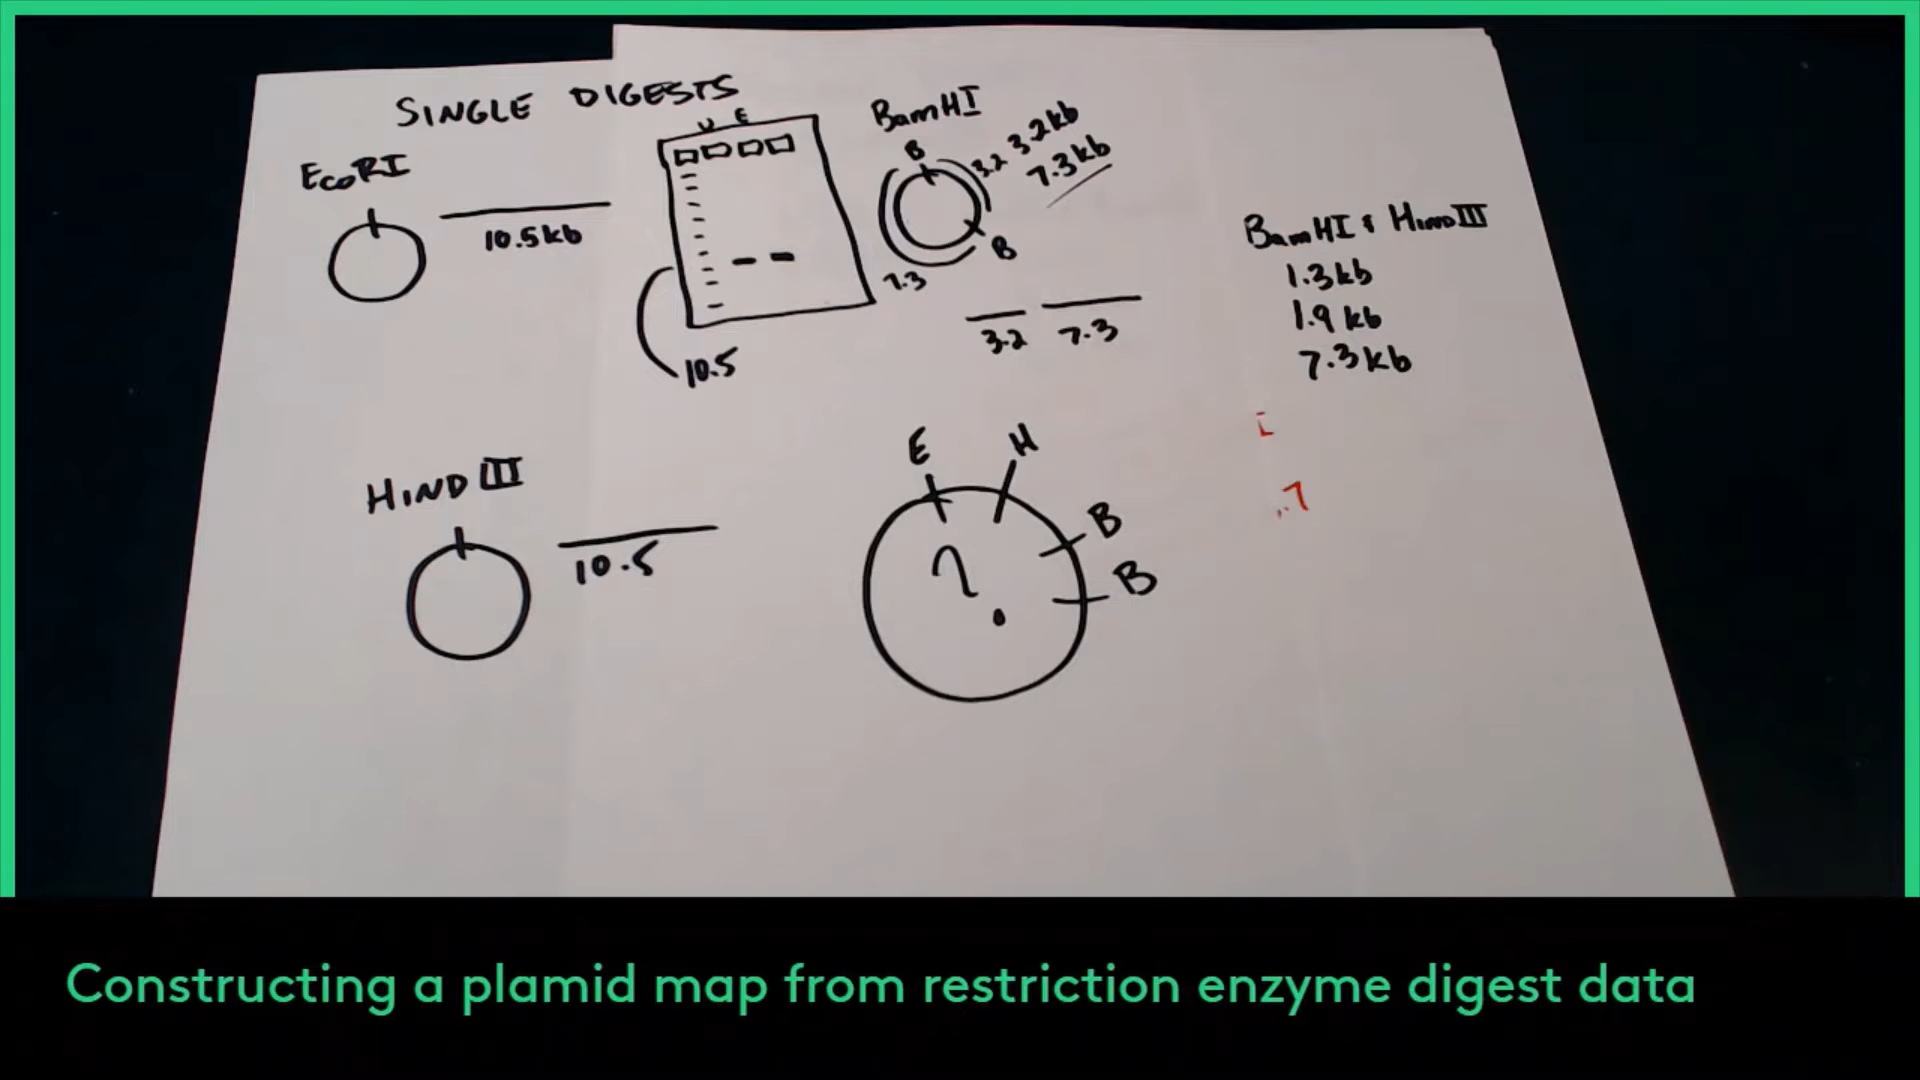 SINGLE DIGESTS
EcoRI
10.5kb
U E
10.5
BamHI
B
3.2
3.2kb
7.3kb
B
7.3
3.2 7.3
BamHI & HindIII
1.3kb
1.9kb
7.3kb
HIND III
10.5
E
H
B
B
?
Constructing a plamid map from restriction enzyme digest data